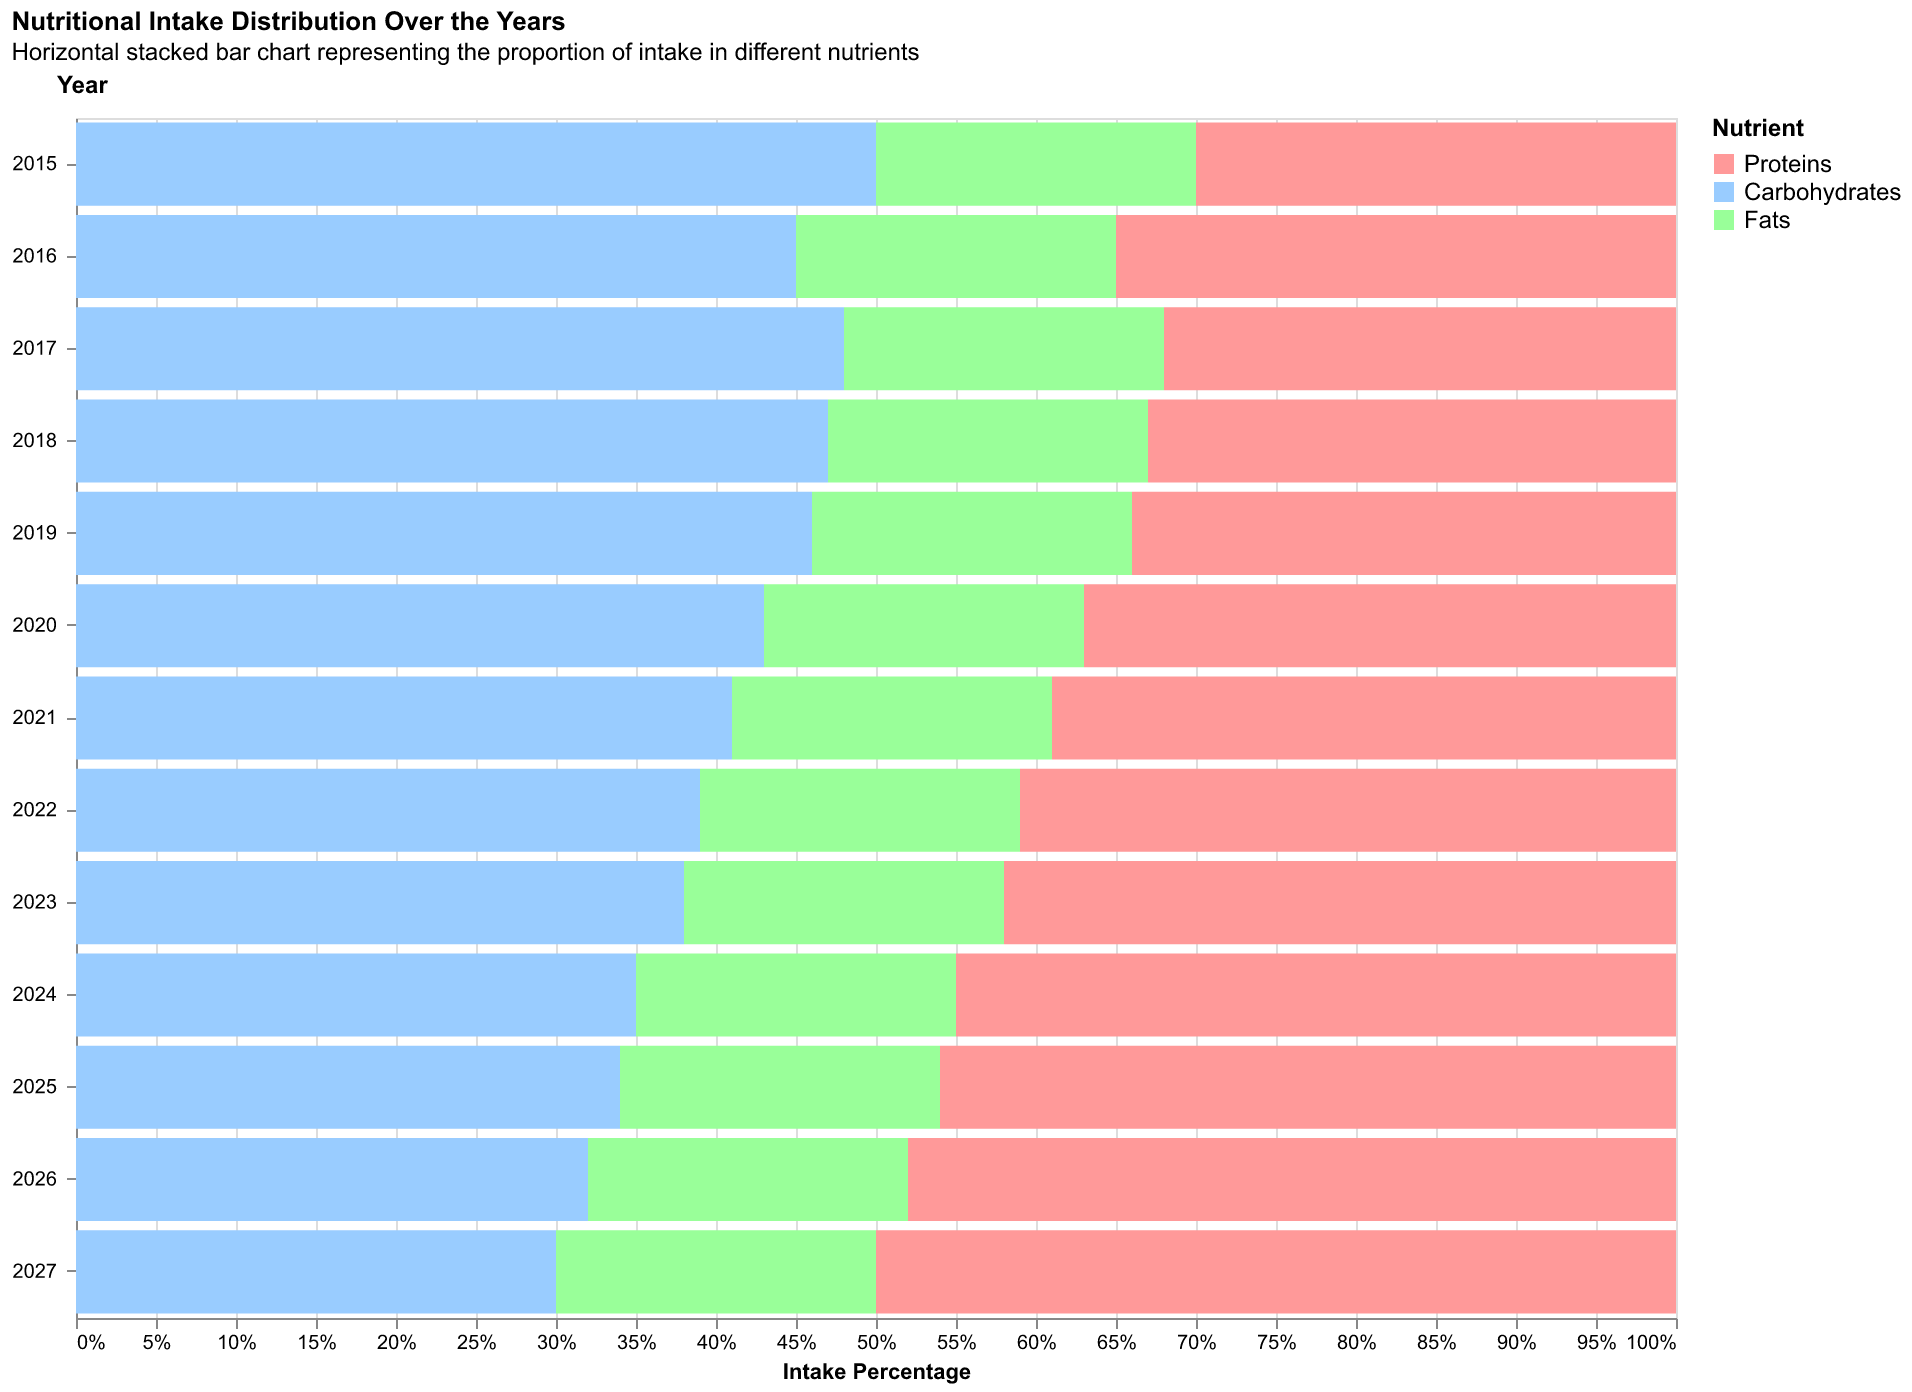 Nutritional Intake Distribution Over the Years
Horizontal stacked bar chart representing the proportion of intake in different nutrients
Year
Nutrient
Proteins
Carbohydrates
Fats
2015
2016
2017
2018
2019
2020
2021
2022
2023
2024
2025
2026
2027
0% 5% 10% 15% 20% 25% 30% 35% 40% 45% 50% 55% 60% 65% 70% 75% 80% 85% 90% 95% 100%
Intake Percentage